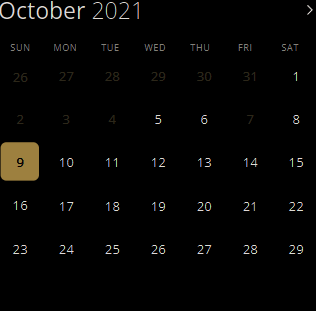 October 2021
SUN MON TUE WED THU FRI SAT
26 27 28 29 30 31 1
2 3 4 5 6 7 8
9 10 11 12 13 14 15
16 17 18 19 20 21 22
23 24 25 26 27 28 29